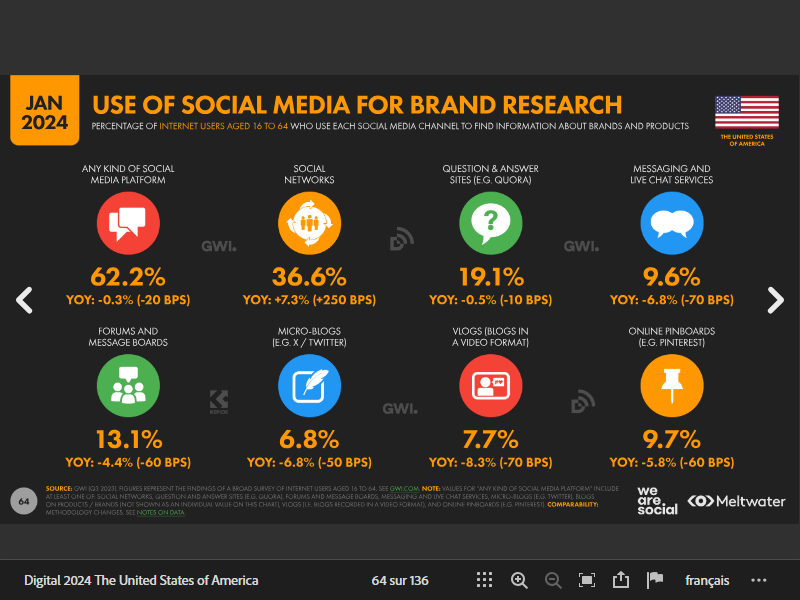 JAN
2024
USE OF SOCIAL MEDIA FOR BRAND RESEARCH
PERCENTAGE OF INTERNET USERS AGED 16 TO 64 WHO USE EACH SOCIAL MEDIA CHANNEL TO FIND INFORMATION ABOUT BRANDS AND PRODUCTS
THE UNITED STATES
OF AMERICA
ANY KIND OF SOCIAL
MEDIA PLATFORM
62.2%
YOY: -0.3% (-20 BPS)
SOCIAL
NETWORKS
36.6%
YOY: +7.3% (+250 BPS)
QUESTION & ANSWER
SITES (E.G. QUORA)
?
19.1%
YOY: -0.5% (-10 BPS)
MESSAGING AND
LIVE CHAT SERVICES
9.6%
YOY: -6.8% (-70 BPS)
GWI.
GWI.
FORUMS AND
MESSAGE BOARDS
13.1%
YOY: -4.4% (-60 BPS)
MICRO-BLOGS
(E.G. X / TWITTER)
6.8%
YOY: -6.8% (-50 BPS)
VLOGS (BLOGS IN
A VIDEO FORMAT)
7.7%
YOY: -8.3% (-70 BPS)
ONLINE PINBOARDS
(E.G. PINTEREST)
9.7%
YOY: -5.8% (-60 BPS)
KEPIOS
GWI.
64
SOURCE: GWI (Q3 2023). FIGURES REPRESENT THE FINDINGS OF A BROAD SURVEY OF INTERNET USERS AGED 16 TO 64. SEE GWI.COM. NOTE: VALUES FOR "ANY KIND OF SOCIAL MEDIA PLATFORM" INCLUDE
AT LEAST ONE OF: SOCIAL NETWORKS, QUESTION AND ANSWER SITES (E.G. QUORA), FORUMS AND MESSAGE BOARDS, MESSAGING AND LIVE CHAT SERVICES, MICRO-BLOGS (E.G. TWITTER), BLOGS
ON PRODUCTS / BRANDS (NOT SHOWN AS AN INDIVIDUAL VALUE ON THIS CHART), VLOGS (I.E. BLOGS RECORDED IN A VIDEO FORMAT), AND ONLINE PINBOARDS (E.G. PINTEREST). COMPARABILITY:
METHODOLOGY CHANGES. SEE NOTES ON DATA.
we
are.
social
Meltwater
Digital 2024 The United States of America
64 sur 136
français